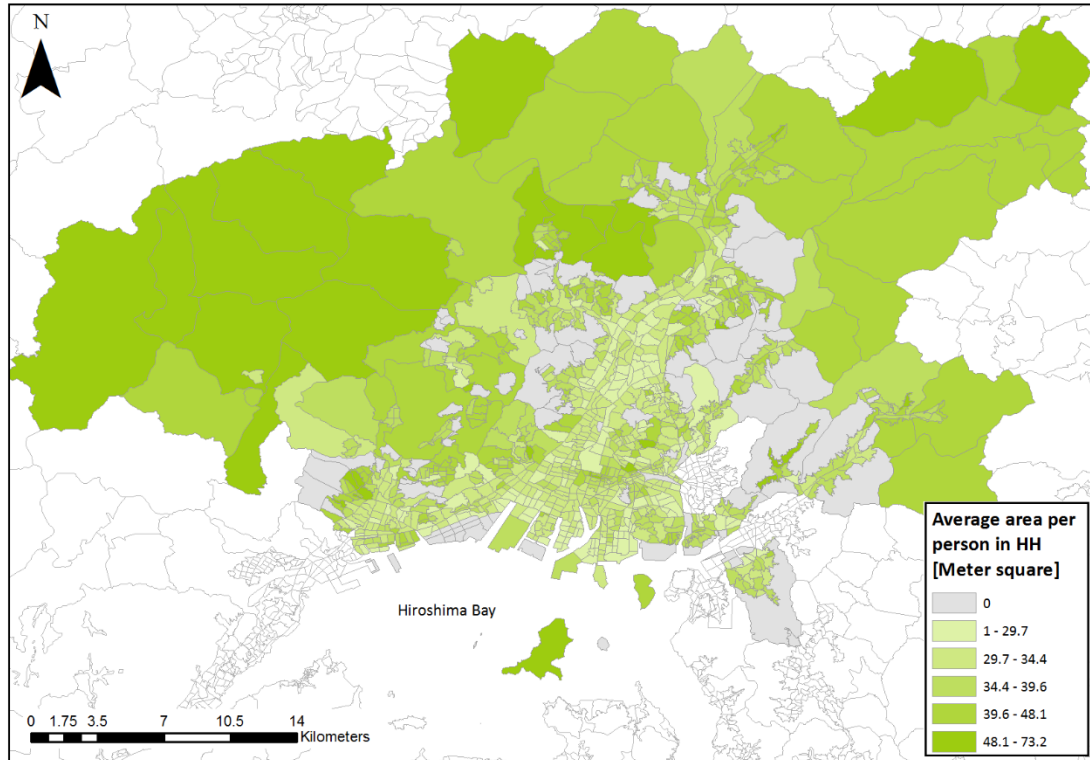 N
Hiroshima Bay
0 1.75 3.5 7 10.5 14
Kilometers
Average area per
person in HH
[Meter square]
0
1 - 29.7
29.7 - 34.4
34.4 - 39.6
39.6 - 48.1
48.1 - 73.2